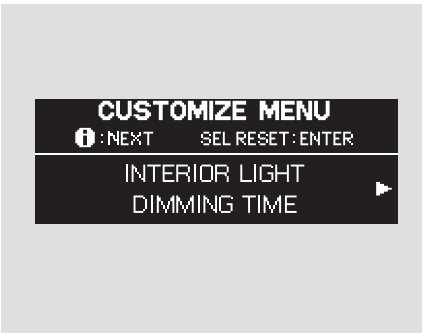 CUSTOMIZE MENU
i:NEXT SEL RESET:ENTER
INTERIOR LIGHT
DIMMING TIME